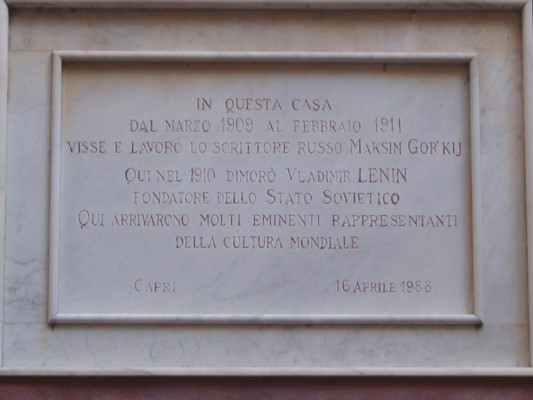 IN QUESTA CASA
DAL MARZO 1909 AL FEBBRAIO 1911
VISSE E LAVORÒ LO SCRITTORE RUSSO MAKSIM GOR'KIJ
QUI NEL 1910 DIMORÒ VLADIMIR LENIN
FONDATORE DELLO STATO SOVIETICO
QUI ARRIVARONO MOLTI EMINENTI RAPPRESENTANTI
DELLA CULTURA MONDIALE
CAPRI 16 APRILE 1988